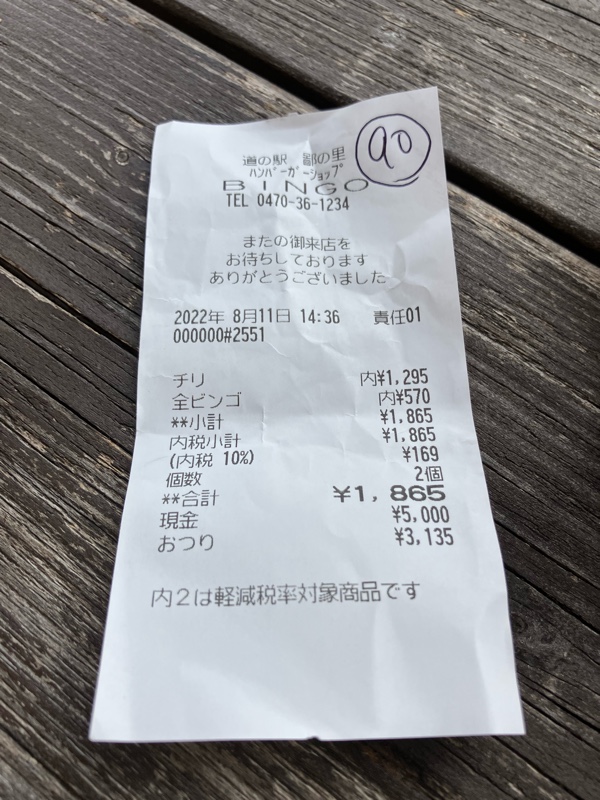 90
道の駅 鄙の里
ハンバーガーショップ
BINGO
TEL 0470-36-1234
またの御来店を
お待ちしております
ありがとうございました
2022年 8月11日 14:36 責任01
000000#2551
チリ 内¥1,295
全ビンゴ 内¥570
**小計 ¥1,865
内税小計 ¥1,865
(内税 10%) ¥169
個数 2個
**合計 ¥1,865
現金 ¥5,000
おつり ¥3,135
内2は軽減税率対象商品です